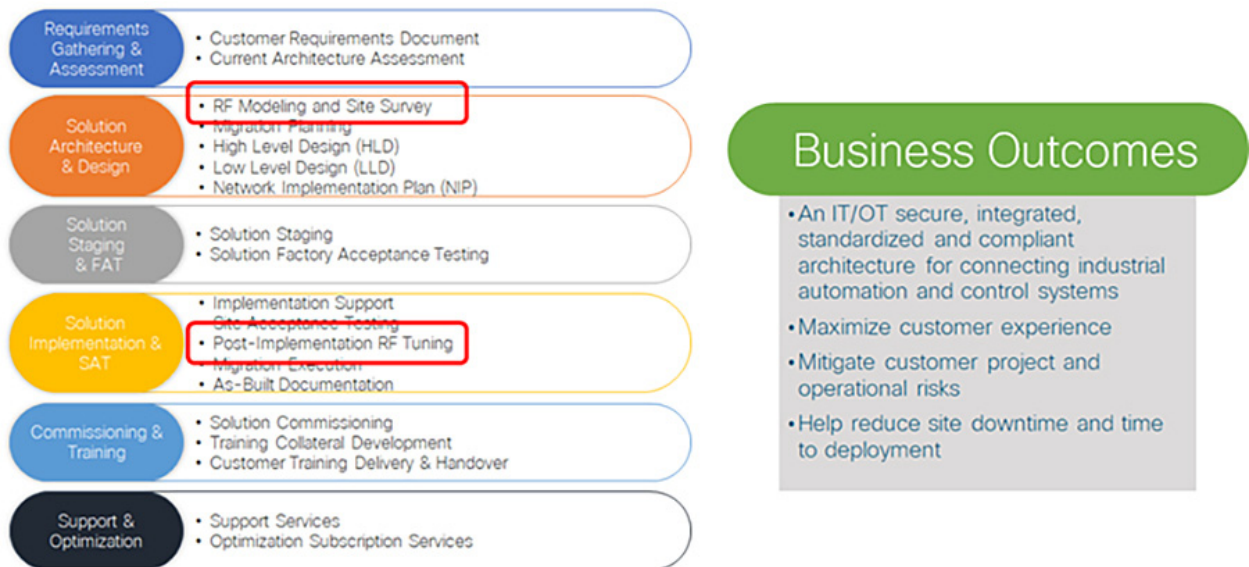 Requirements
Gathering &
Assessment
• Customer Requirements Document
• Current Architecture Assessment
Solution
Architecture
& Design
• RF Modeling and Site Survey
• Migration Planning
• High Level Design (HLD)
• Low Level Design (LLD)
• Network Implementation Plan (NIP)
Solution
Staging
& FAT
• Solution Staging
• Solution Factory Acceptance Testing
Solution
Implementation &
SAT
• Implementation Support
• Site Acceptance Testing
• Post-Implementation RF Tuning
• Migration Execution
• As-Built Documentation
Commissioning &
Training
• Solution Commissioning
• Training Collateral Development
• Customer Training Delivery & Handover
Support &
Optimization
• Support Services
• Optimization Subscription Services
Business Outcomes
• An IT/OT secure, integrated,
standardized and compliant
architecture for connecting industrial
automation and control systems
• Maximize customer experience
• Mitigate customer project and
operational risks
• Help reduce site downtime and time
to deployment